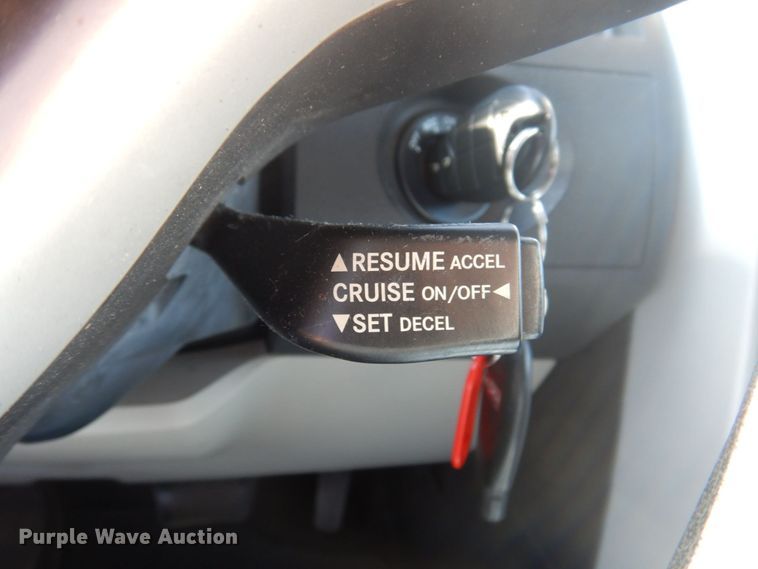 ▲RESUME ACCEL
CRUISE ON/OFF◄
▼SET DECEL
Purple Wave Auction